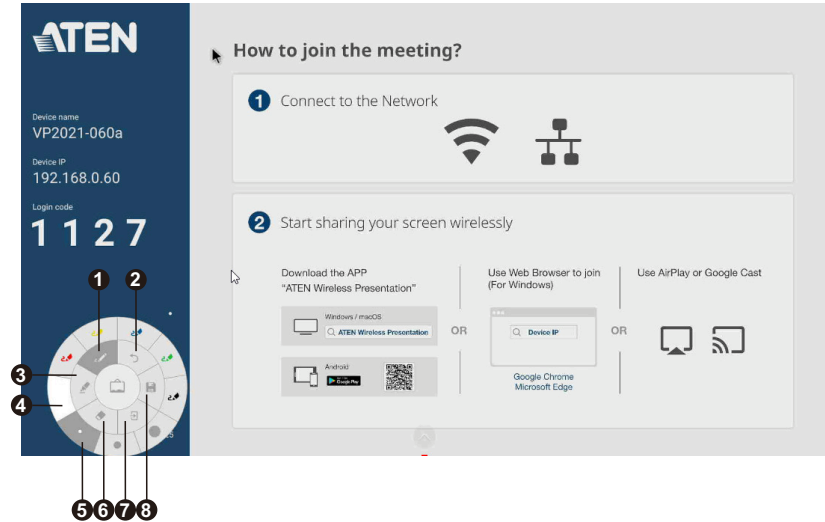 ATEN
How to join the meeting?
1 Connect to the Network
Device name
VP2021-060a
Device IP
192.168.0.60
Login code
1 1 2 7
2 Start sharing your screen wirelessly
Download the APP
“ATEN Wireless Presentation”
Windows / macOS
ATEN Wireless Presentation
Android
Google Play
OR
Use Web Browser to join
(For Windows)
Device IP
Google Chrome
Microsoft Edge
OR
Use AirPlay or Google Cast
1
2
3
4
5
6
7
8